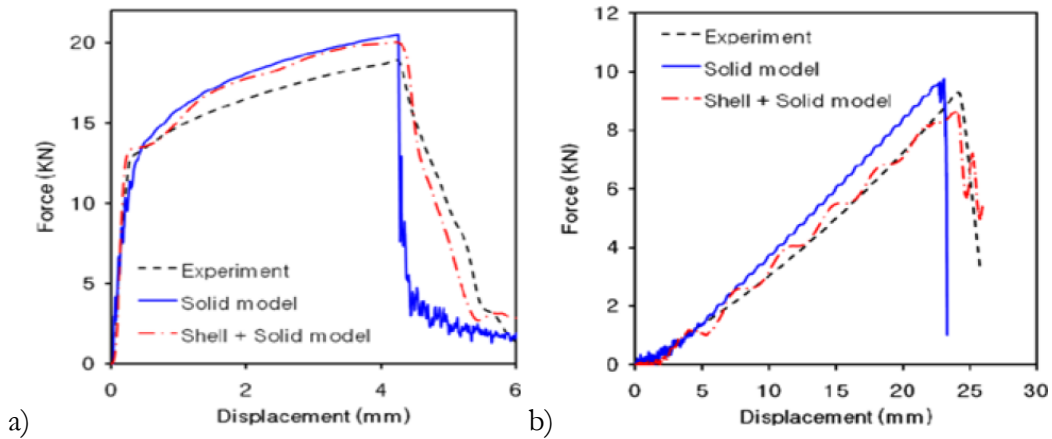 20
15
10
5
0
Force (KN)
Experiment
Solid model
Shell + Solid model
0 2 4 6
Displacement (mm)
a)
12
10
8
6
4
2
0
Force (KN)
Experiment
Solid model
Shell + Solid model
0 5 10 15 20 25 30
Displacement (mm)
b)